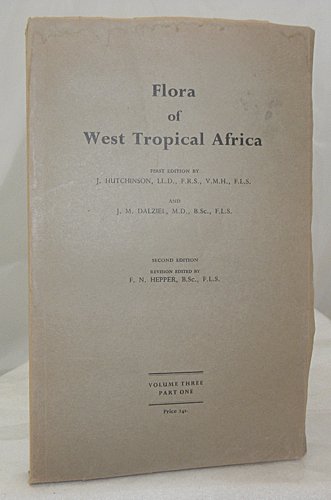 Flora
of
West Tropical Africa
FIRST EDITION BY
J. HUTCHINSON, LL.D., F.R.S., V.M.H., F.L.S.
AND
J. M. DALZIEL, M.D., B.Sc., F.L.S.
SECOND EDITION
REVISION EDITED BY
F. N. HEPPER, B.Sc., F.L.S.
VOLUME THREE
PART ONE
Price